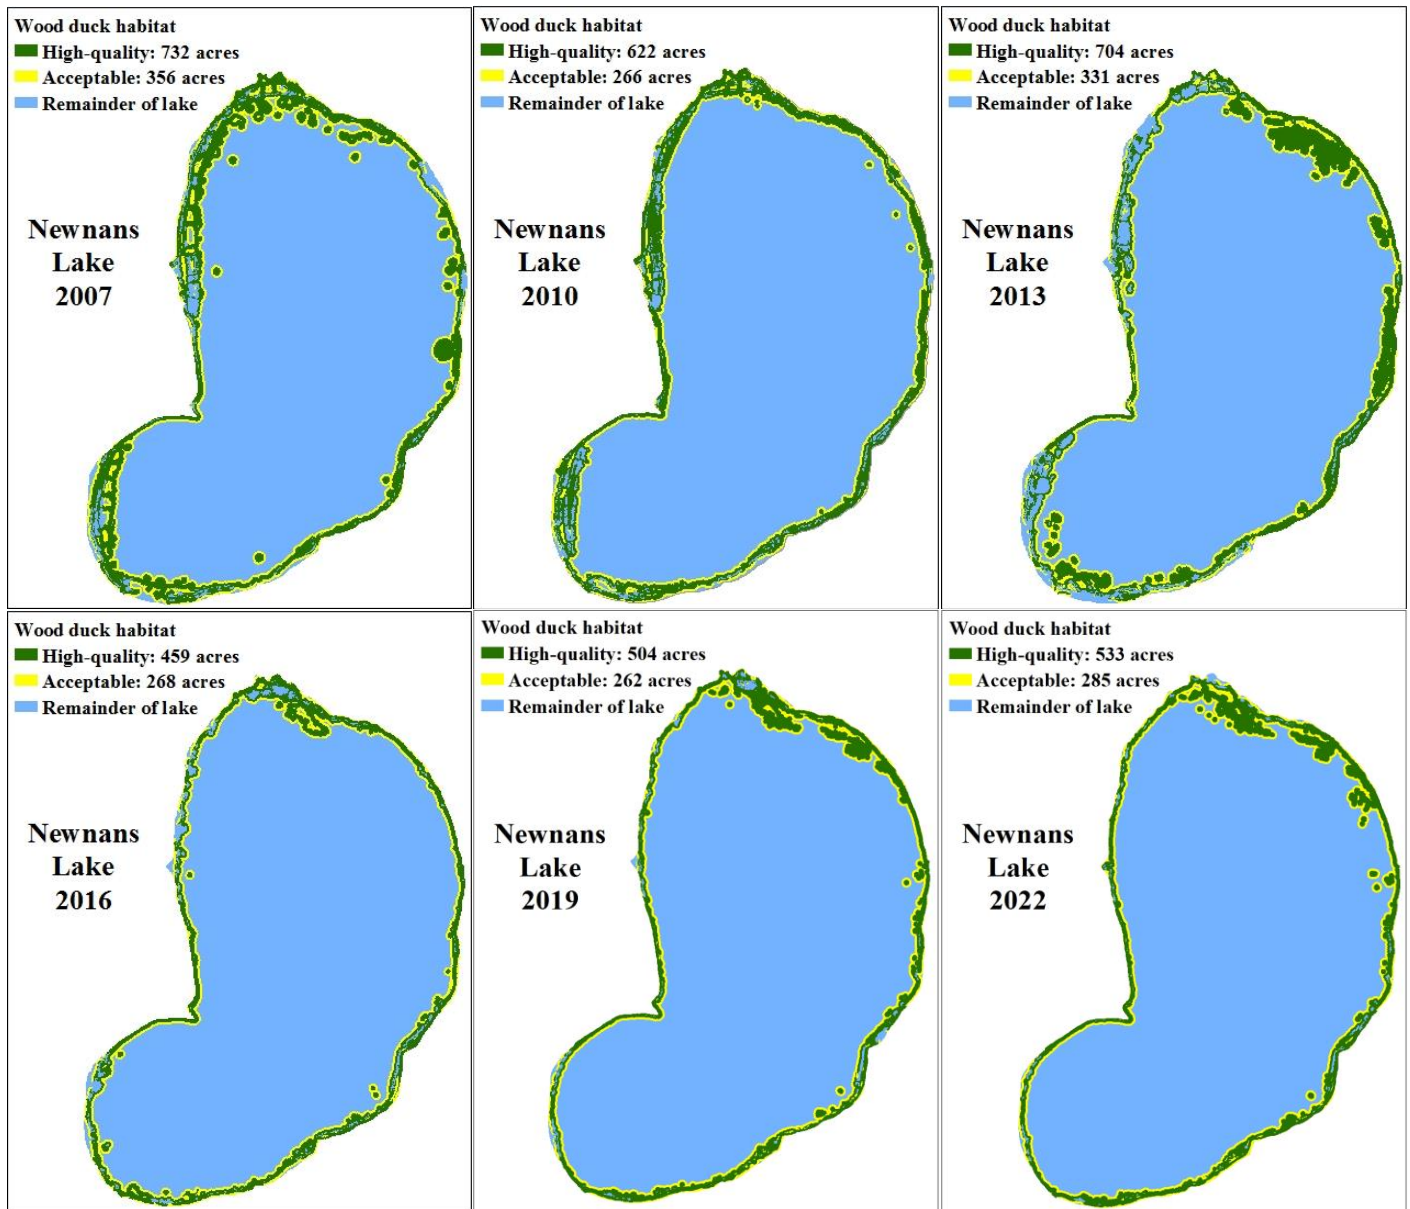 Wood duck habitat
High-quality: 732 acres
Acceptable: 356 acres
Remainder of lake
Newnans
Lake
2007
Wood duck habitat
High-quality: 622 acres
Acceptable: 266 acres
Remainder of lake
Newnans
Lake
2010
Wood duck habitat
High-quality: 704 acres
Acceptable: 331 acres
Remainder of lake
Newnans
Lake
2013
Wood duck habitat
High-quality: 459 acres
Acceptable: 268 acres
Remainder of lake
Newnans
Lake
2016
Wood duck habitat
High-quality: 504 acres
Acceptable: 262 acres
Remainder of lake
Newnans
Lake
2019
Wood duck habitat
High-quality: 533 acres
Acceptable: 285 acres
Remainder of lake
Newnans
Lake
2022